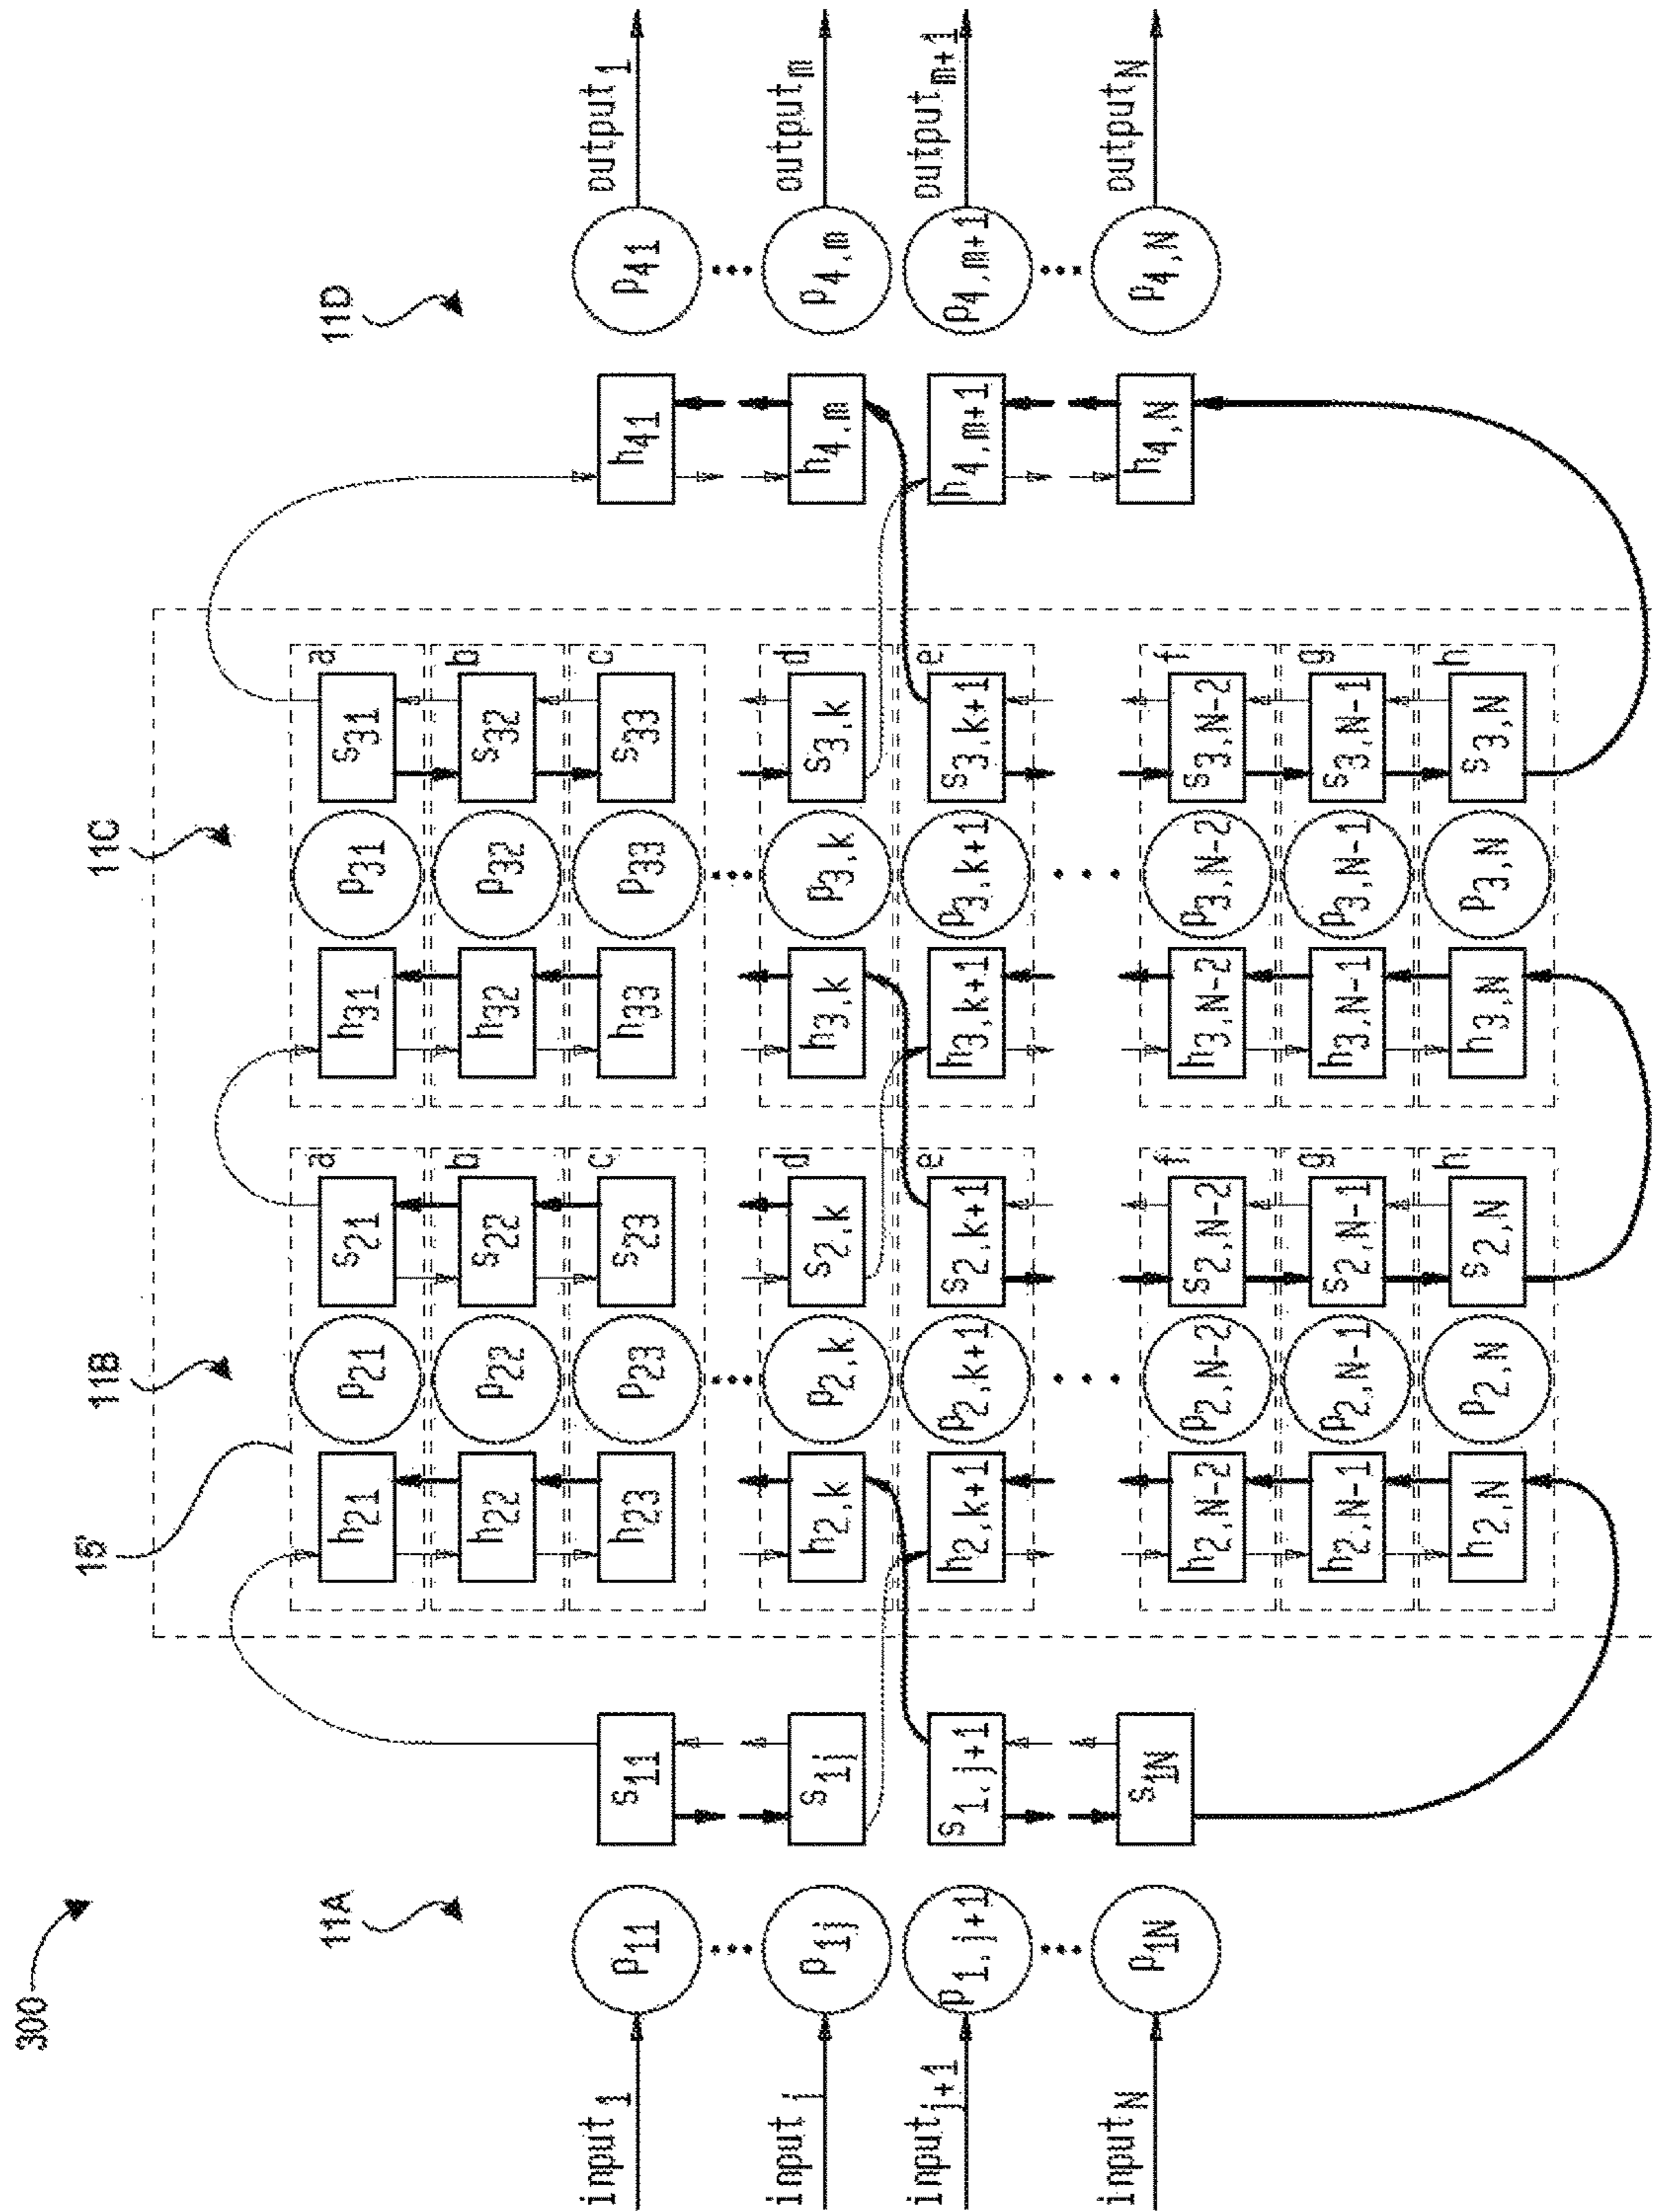 300
15' 11B 11C
11A 11D
h21 p21 s21 a h31 p31 s31 a
h22 p22 s22 b h32 p32 s32 b
input1 p11 s11 h23 p23 s23 c h33 p33 s33 c h41 p41 output1
inputj p1j s1j h2,k p2,k s2,k d h3,k p3,k s3,k d h4,m p4,m outputm
inputj+1 p1,j+1 s1,j+1 h2,k+1 p2,k+1 s2,k+1 e h3,k+1 p3,k+1 s3,k+1 e h4,m+1 p4,m+1 outputm+1
inputN p1N s1N h4,N p4,N outputN
h2,N-2 p2,N-2 s2,N-2 f h3,N-2 p3,N-2 s3,N-2 f
h2,N-1 p2,N-1 s2,N-1 g h3,N-1 p3,N-1 s3,N-1 g
h2,N p2,N s2,N h h3,N p3,N s3,N h